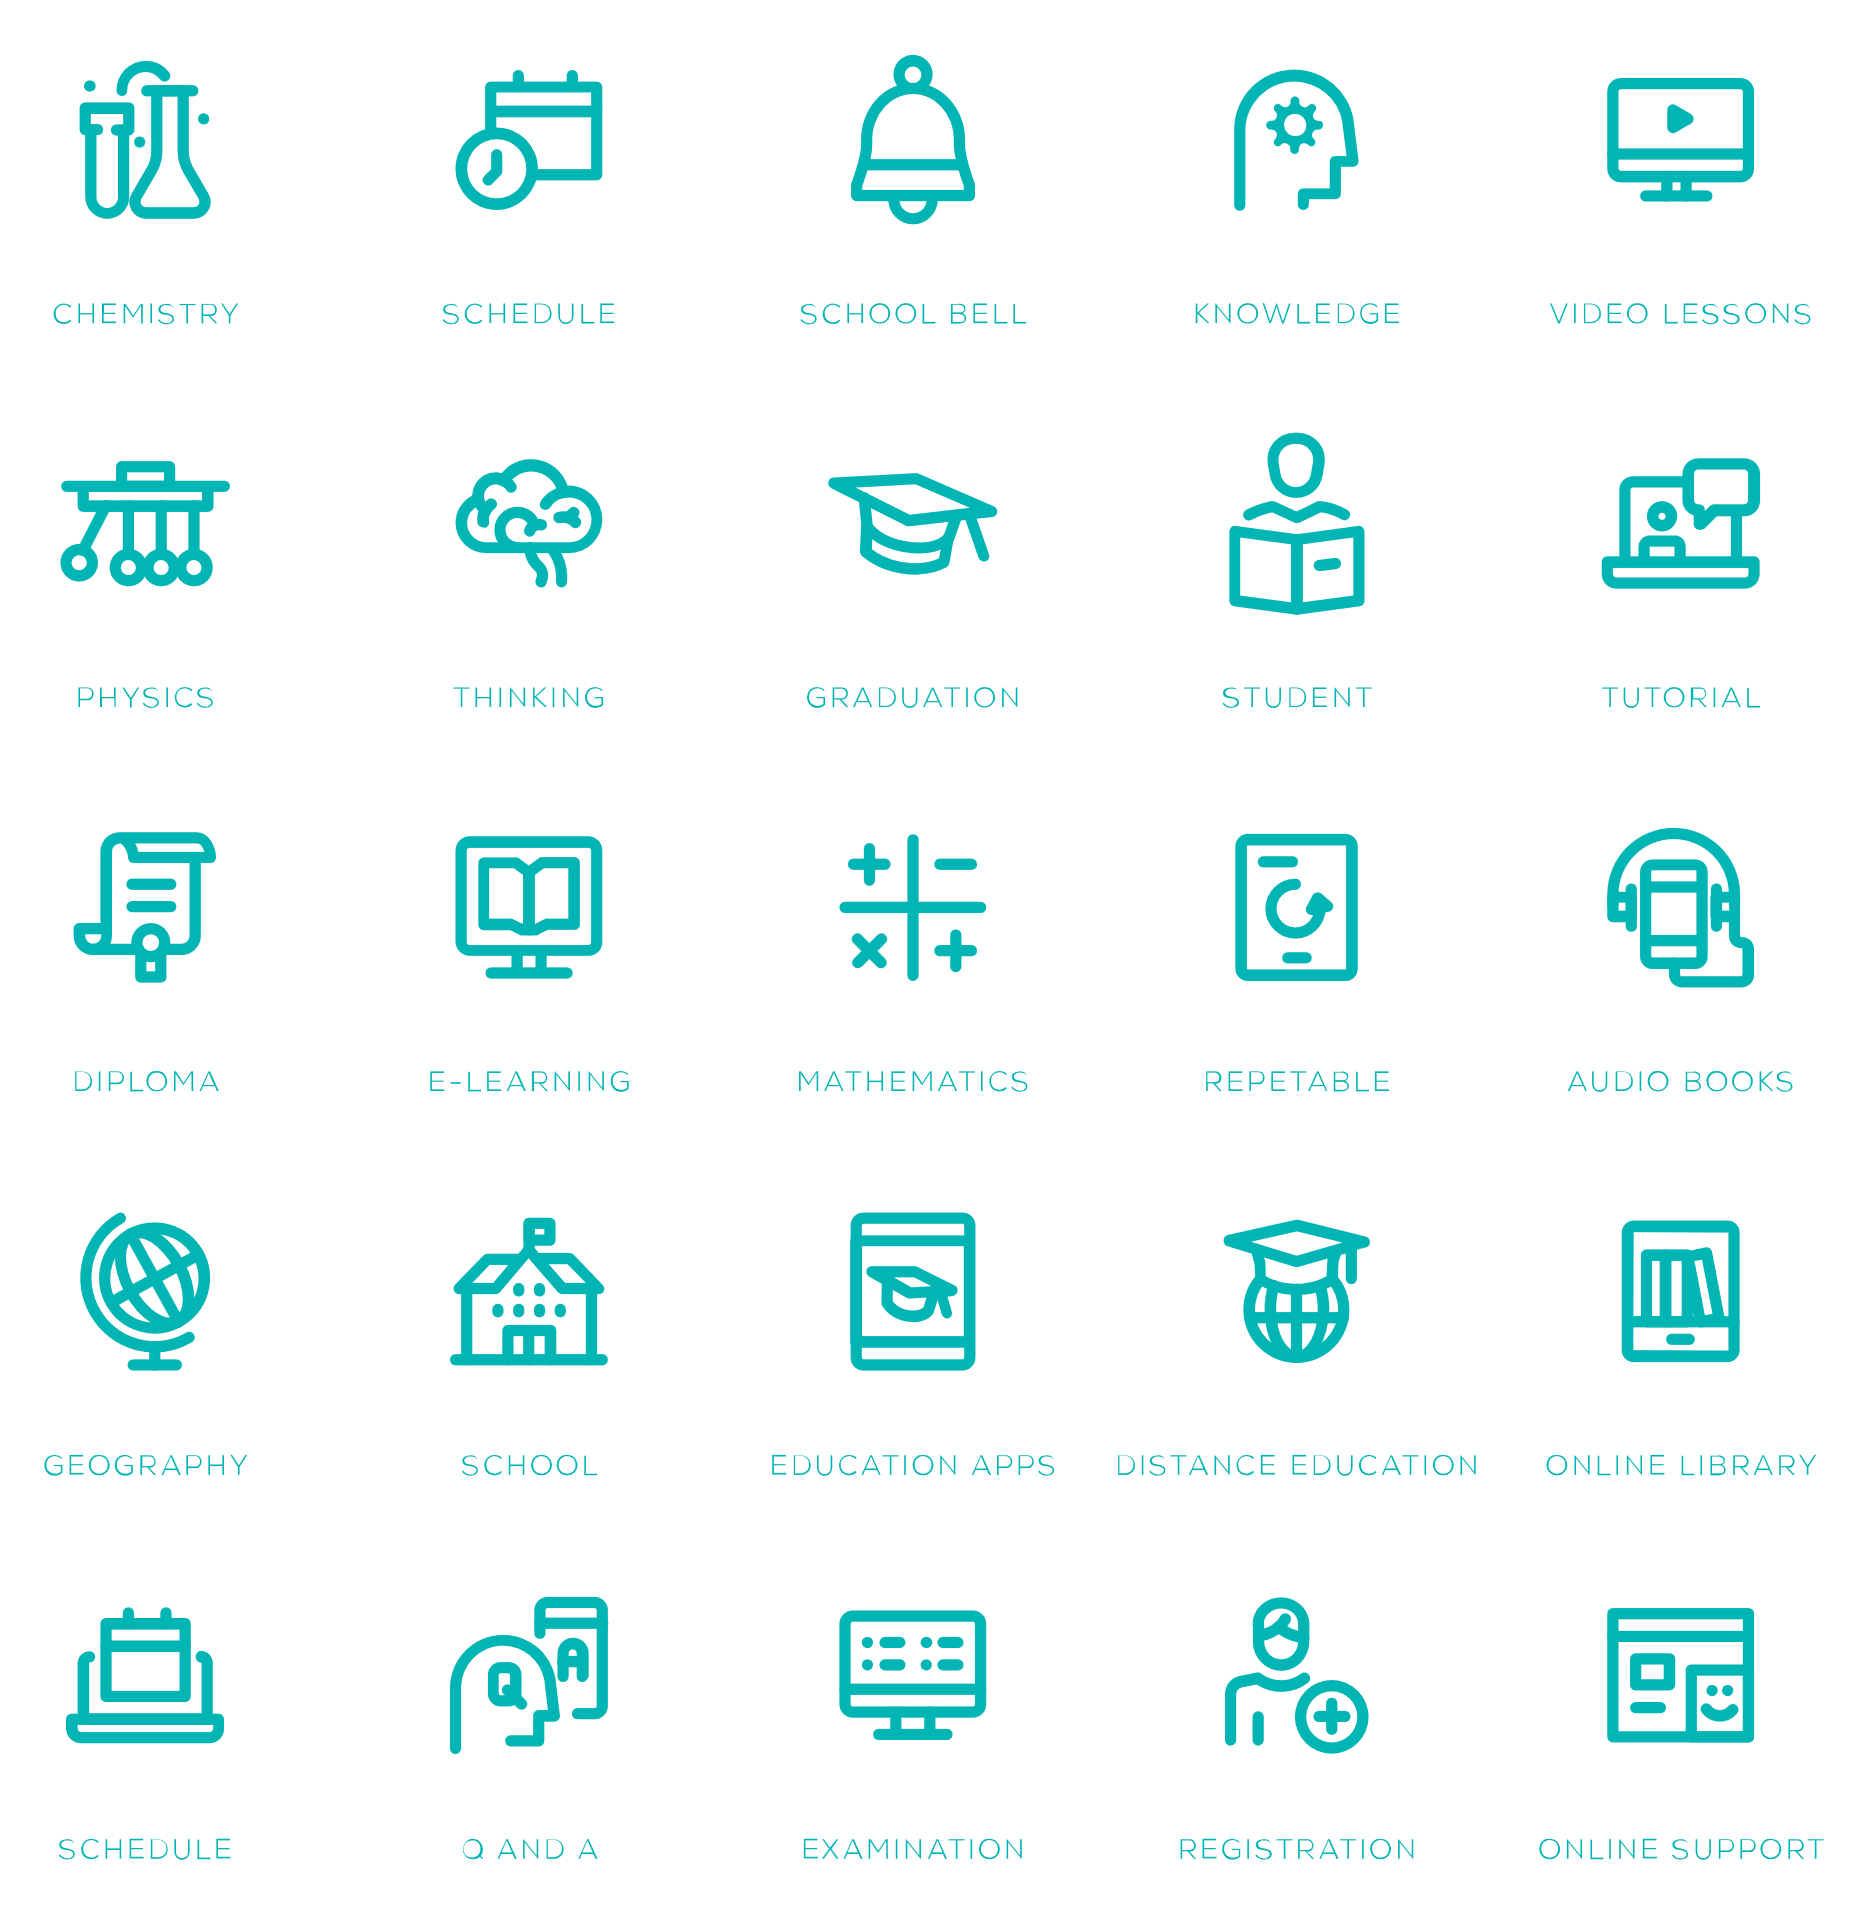 CHEMISTRY
SCHEDULE
SCHOOL BELL
KNOWLEDGE
VIDEO LESSONS
PHYSICS
THINKING
GRADUATION
STUDENT
TUTORIAL
DIPLOMA
E-LEARNING
MATHEMATICS
REPETABLE
AUDIO BOOKS
GEOGRAPHY
SCHOOL
EDUCATION APPS
DISTANCE EDUCATION
ONLINE LIBRARY
Q
A
SCHEDULE
Q AND A
EXAMINATION
REGISTRATION
ONLINE SUPPORT